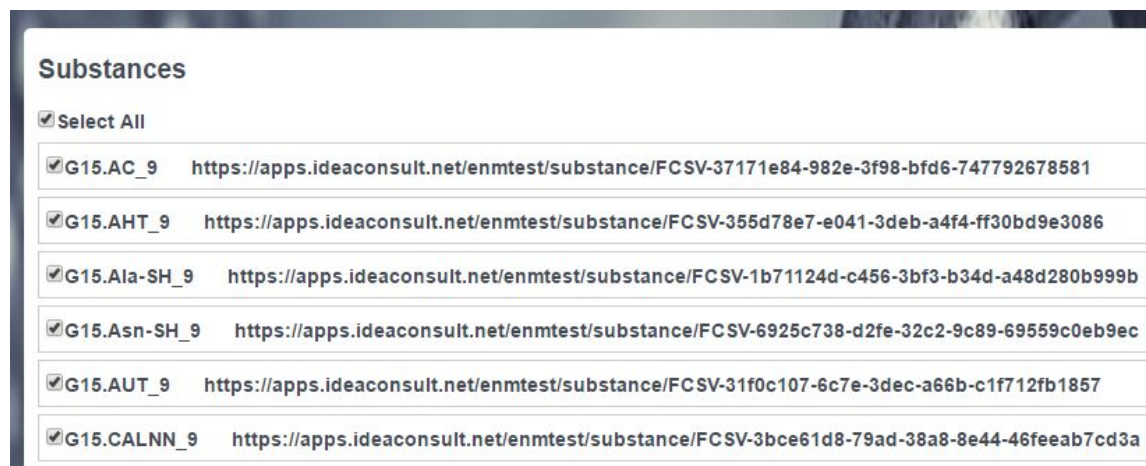 Substances
Select All
G15.AC_9 https://apps.ideaconsult.net/enmtest/substance/FCSV-37171e84-982e-3f98-bfd6-747792678581
G15.AHT_9 https://apps.ideaconsult.net/enmtest/substance/FCSV-355d78e7-e041-3deb-a4f4-ff30bd9e3086
G15.Ala-SH_9 https://apps.ideaconsult.net/enmtest/substance/FCSV-1b71124d-c456-3bf3-b34d-a48d280b999b
G15.Asn-SH_9 https://apps.ideaconsult.net/enmtest/substance/FCSV-6925c738-d2fe-32c2-9c89-69559c0eb9ec
G15.AUT_9 https://apps.ideaconsult.net/enmtest/substance/FCSV-31f0c107-6c7e-3dec-a66b-c1f712fb1857
G15.CALNN_9 https://apps.ideaconsult.net/enmtest/substance/FCSV-3bce61d8-79ad-38a8-8e44-46feeab7cd3a